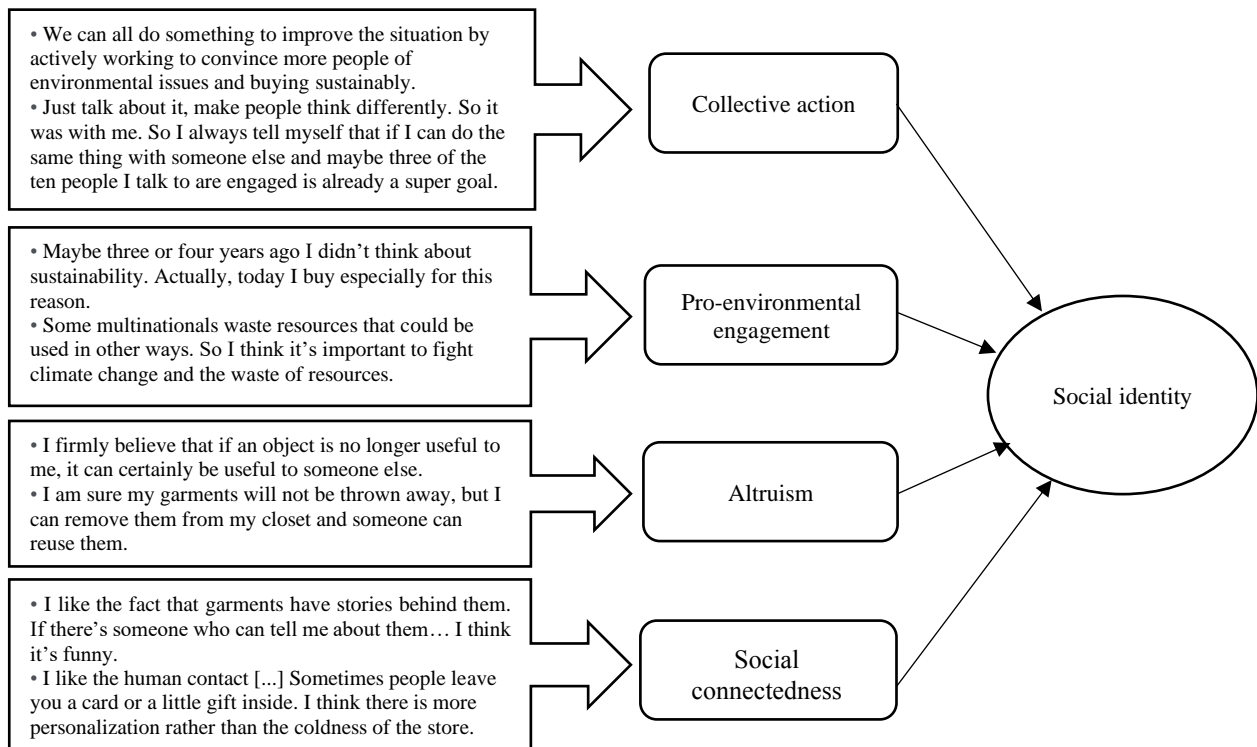 • We can all do something to improve the situation by
actively working to convince more people of
environmental issues and buying sustainably.
• Just talk about it, make people think differently. So it
was with me. So I always tell myself that if I can do the
same thing with someone else and maybe three of the
ten people I talk to are engaged is already a super goal.
Collective action
• Maybe three or four years ago I didn’t think about
sustainability. Actually, today I buy especially for this
reason.
• Some multinationals waste resources that could be
used in other ways. So I think it’s important to fight
climate change and the waste of resources.
Pro-environmental
engagement
Social identity
• I firmly believe that if an object is no longer useful to
me, it can certainly be useful to someone else.
• I am sure my garments will not be thrown away, but I
can remove them from my closet and someone can
reuse them.
Altruism
• I like the fact that garments have stories behind them.
If there’s someone who can tell me about them… I think
it’s funny.
• I like the human contact [...] Sometimes people leave
you a card or a little gift inside. I think there is more
personalization rather than the coldness of the store.
Social
connectedness